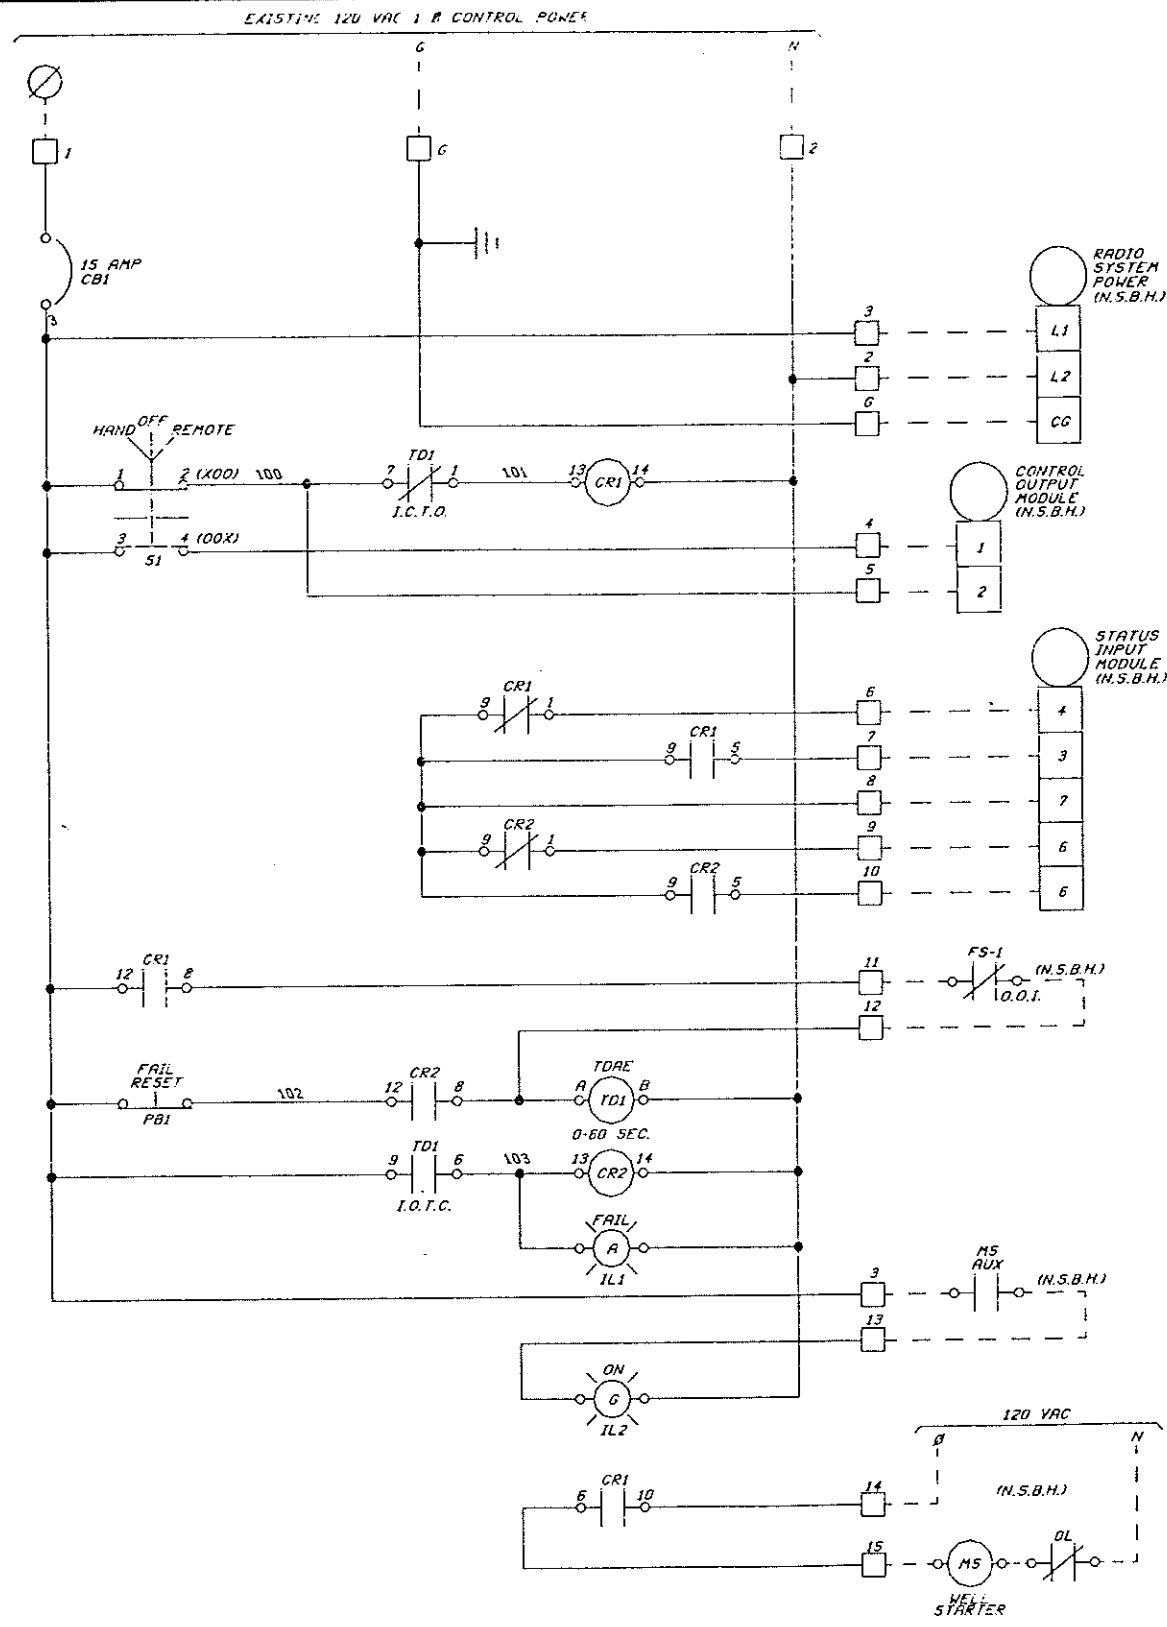 EXISTING 120 VAC 1 Ø CONTROL POWER
G
N
1
G
2
15 AMP
CB1
3
RADIO
SYSTEM
POWER
(N.S.B.H.)
3
L1
2
L2
G
CG
HAND OFF REMOTE
1
2 (X00)
100
7
TD1
1
I.C.T.O.
101
13
CR1
14
CONTROL
OUTPUT
MODULE
(N.S.B.H.)
3
4 (00X)
S1
4
1
5
2
STATUS
INPUT
MODULE
(N.S.B.H.)
9
CR1
1
6
4
9
CR1
5
7
3
8
7
9
CR2
1
9
6
9
CR2
5
10
6
12
CR1
8
11
FS-1
(N.S.B.H.)
O.O.I.
12
FAIL
RESET
PB1
102
12
CR2
8
TDAE
A
TD1
B
0-60 SEC.
9
TD1
6
I.O.T.C.
103
13
CR2
14
FAIL
A
IL1
3
MS
AUX
(N.S.B.H.)
13
ON
G
IL2
120 VAC
Ø
N
6
CR1
10
14
(N.S.B.H.)
15
MS
OL
WELL
STARTER